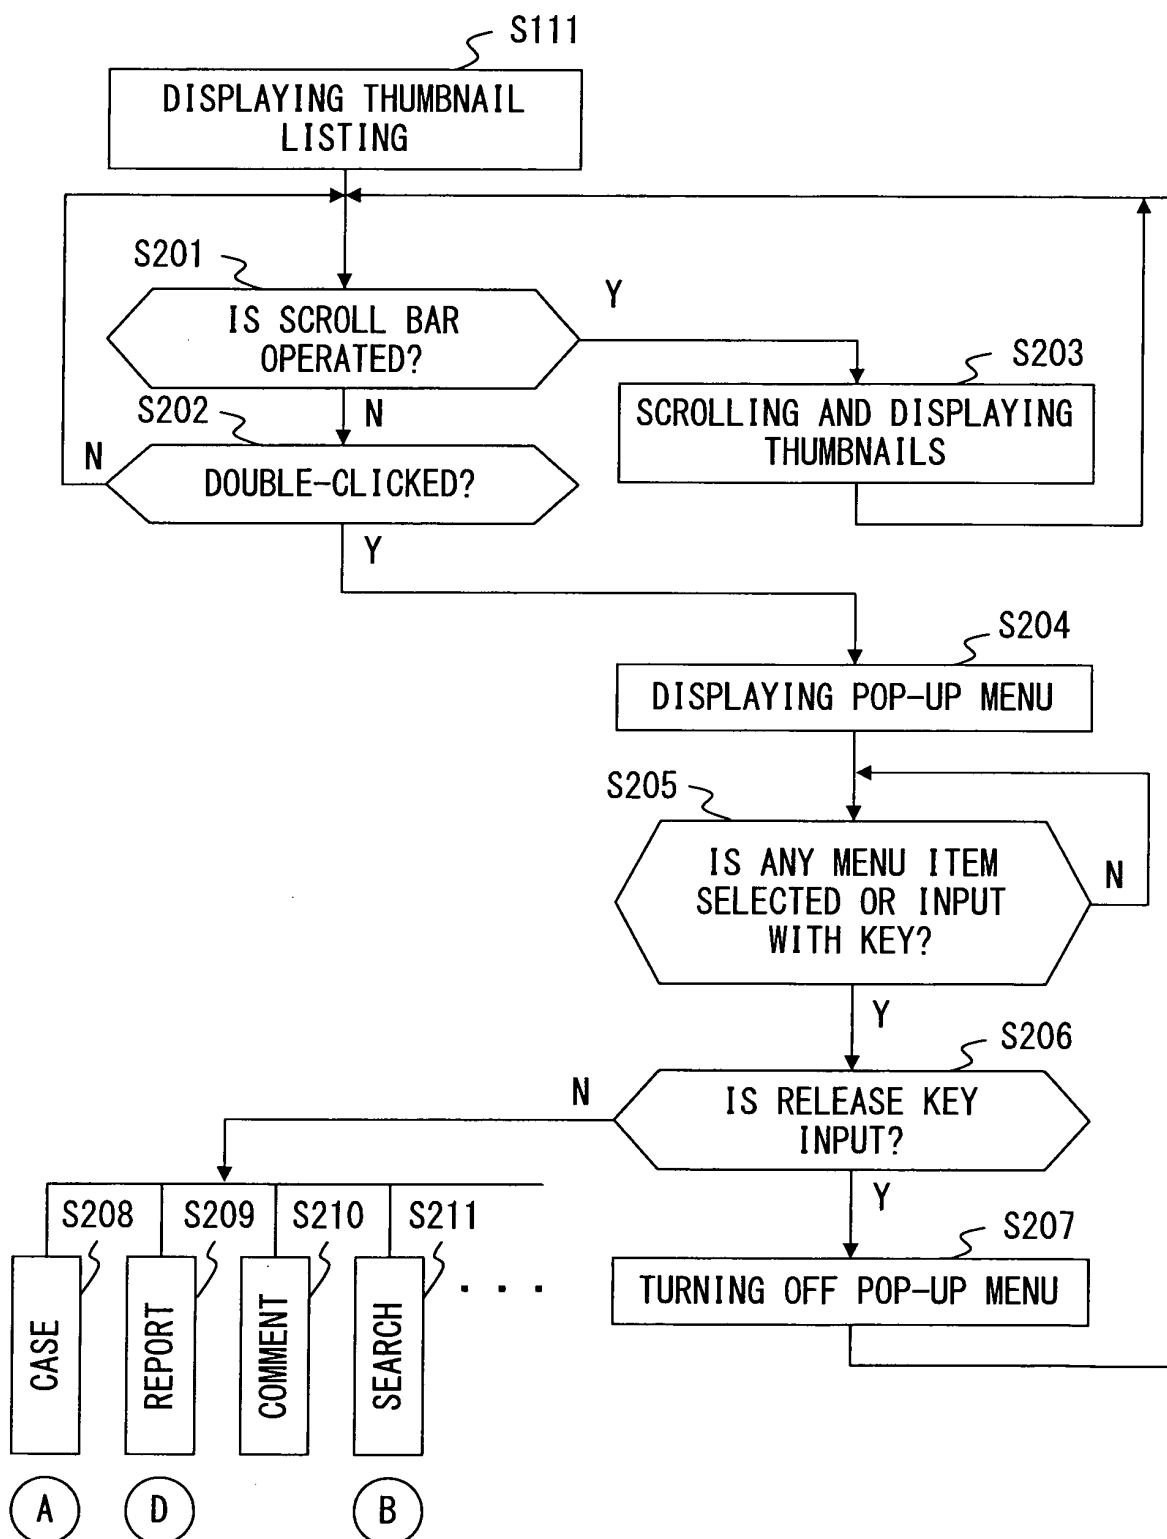 S111
DISPLAYING THUMBNAIL
LISTING
S201
IS SCROLL BAR
OPERATED?
Y
N
S203
SCROLLING AND DISPLAYING
THUMBNAILS
S202
N
DOUBLE-CLICKED?
Y
S204
DISPLAYING POP-UP MENU
S205
IS ANY MENU ITEM
SELECTED OR INPUT
WITH KEY?
N
Y
S206
N
IS RELEASE KEY
INPUT?
Y
S207
TURNING OFF POP-UP MENU
S208
S209
S210
S211
CASE
REPORT
COMMENT
SEARCH
. . .
A
D
B